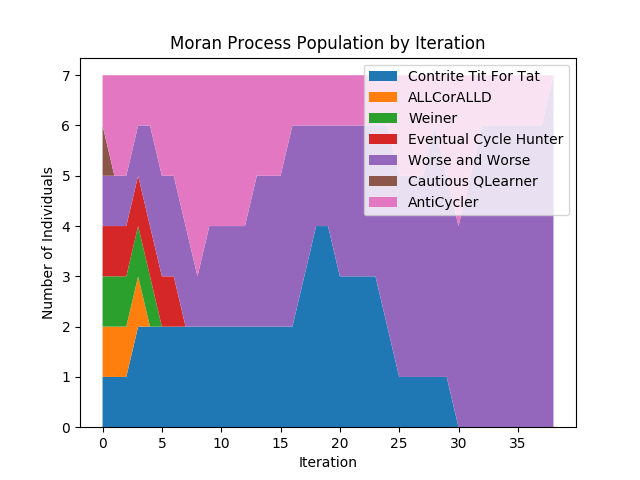 Moran Process Population by Iteration
Number of Individuals
7
6
5
4
3
2
1
0
Contrite Tit For Tat
ALLCorALLD
Weiner
Eventual Cycle Hunter
Worse and Worse
Cautious QLearner
AntiCycler
0 5 10 15 20 25 30 35
Iteration